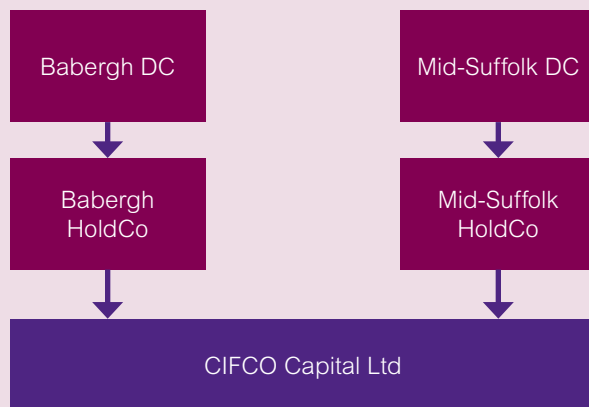 Babergh DC
Mid-Suffolk DC
Babergh
HoldCo
Mid-Suffolk
HoldCo
CIFCO Capital Ltd